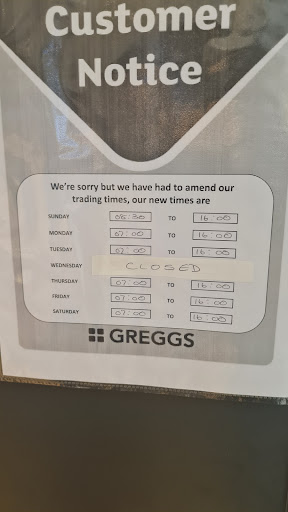 Customer
Notice
We're sorry but we have had to amend our
trading times, our new times are
SUNDAY 08:30 TO 16:00
MONDAY 07:00 TO 16:00
TUESDAY 07:00 TO 16:00
WEDNESDAY CLOSED
THURSDAY 07:00 TO 16:00
FRIDAY 07:00 TO 16:00
SATURDAY 07:00 TO 16:00
GREGGS